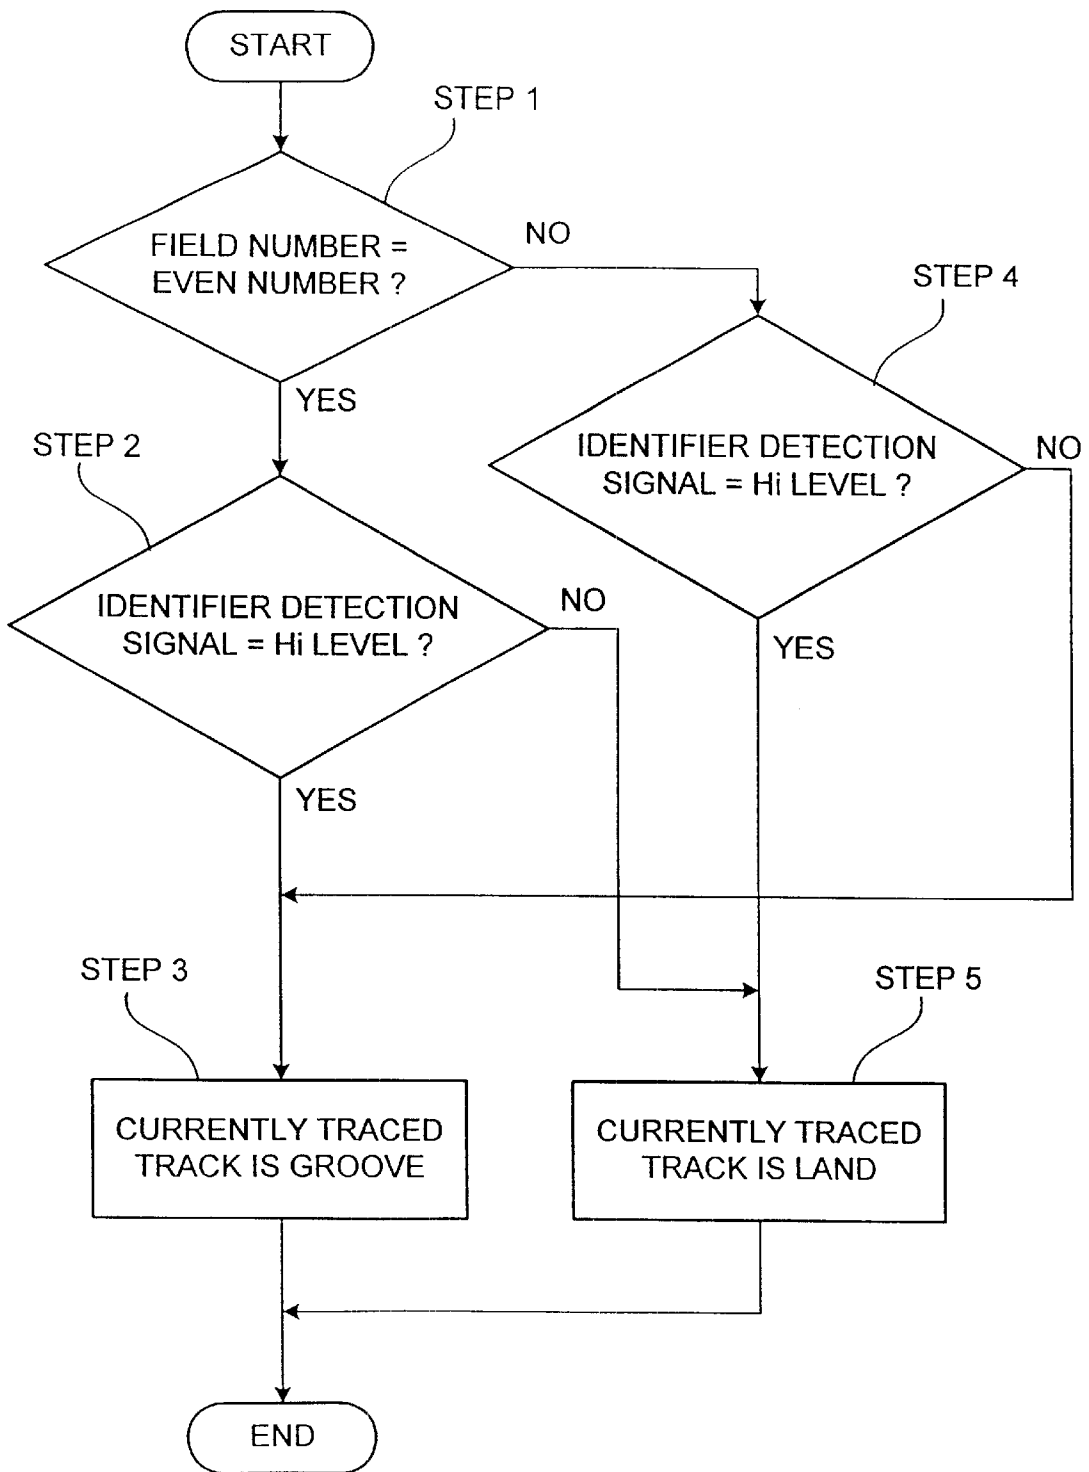 START
STEP 1
FIELD NUMBER =
EVEN NUMBER ?
NO
STEP 4
YES
STEP 2
IDENTIFIER DETECTION
SIGNAL = Hi LEVEL ?
NO
IDENTIFIER DETECTION
SIGNAL = Hi LEVEL ?
NO
YES
YES
STEP 3
STEP 5
CURRENTLY TRACED
TRACK IS GROOVE
CURRENTLY TRACED
TRACK IS LAND
END